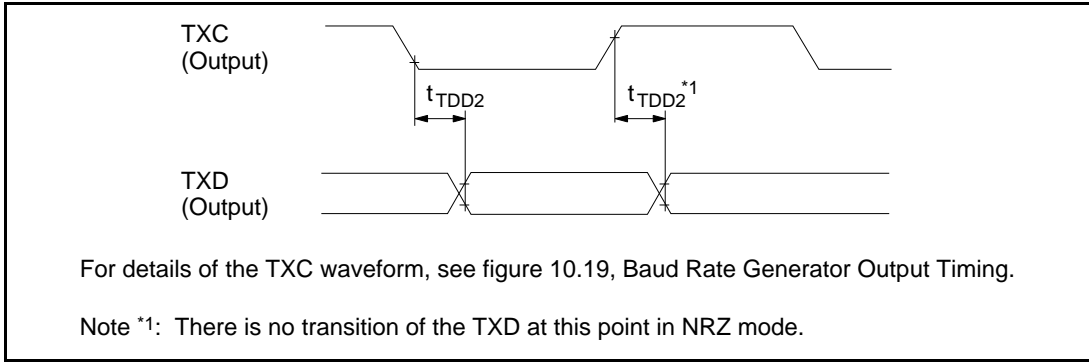 TXC
(Output)
tTDD2
tTDD2*1
TXD
(Output)
For details of the TXC waveform, see figure 10.19, Baud Rate Generator Output Timing.
Note *1: There is no transition of the TXD at this point in NRZ mode.